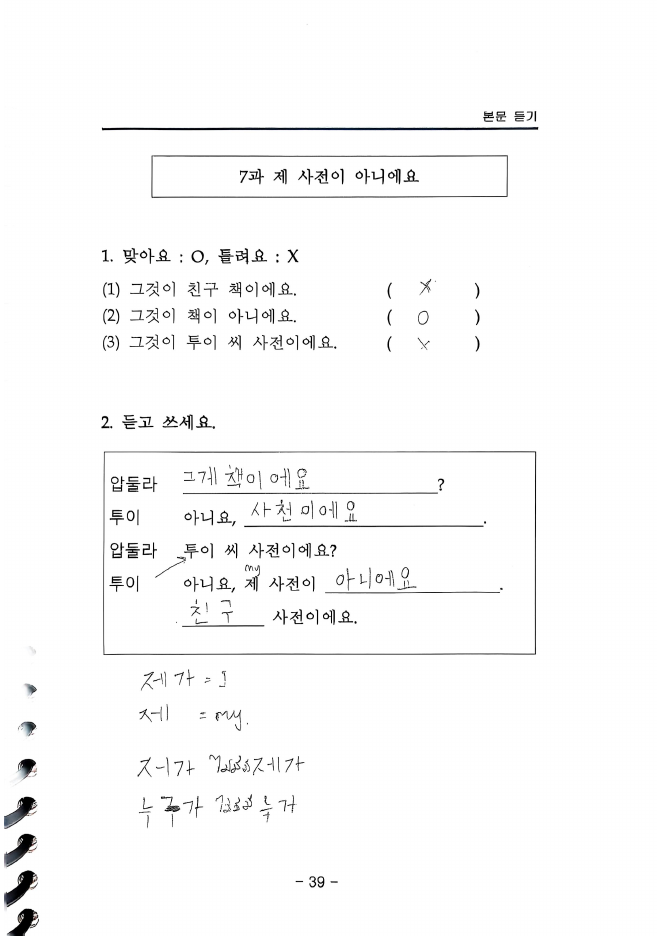 본문 듣기
7과 제 사전이 아니에요
1. 맞아요 : O, 틀려요 : X
(1) 그것이 친구 책이에요. ( X )
(2) 그것이 책이 아니에요. ( O )
(3) 그것이 투이 씨 사전이에요. ( X )
2. 듣고 쓰세요.
압둘라 그게 책이에요 ?
투이 아니요, 사천이에요 .
압둘라 투이 씨 사전이에요?
my
투이 아니요, 제 사전이 아니에요 .
친구 사전이에요.
제가 = I
제 = my.
저가 제가
누구가 누가
- 39 -